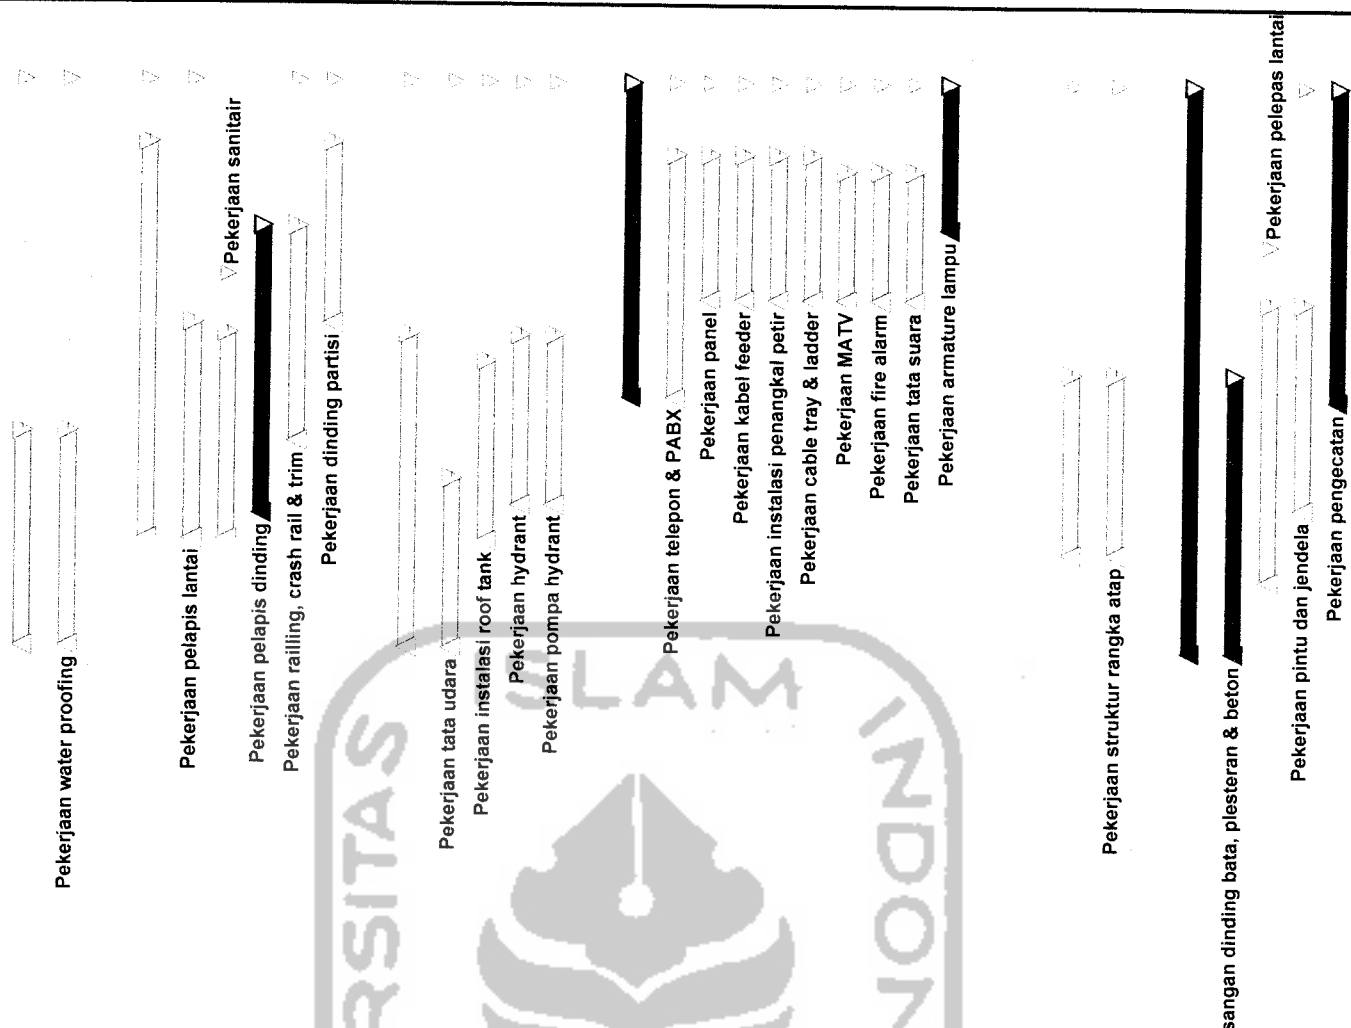 Pekerjaan water proofing
Pekerjaan pelapis lantai
Pekerjaan sanitair
Pekerjaan pelapis dinding
Pekerjaan railling, crash rail & trim
Pekerjaan dinding partisi
Pekerjaan tata udara
Pekerjaan instalasi roof tank
Pekerjaan hydrant
Pekerjaan pompa hydrant
Pekerjaan telepon & PABX
Pekerjaan panel
Pekerjaan kabel feeder
Pekerjaan instalasi penangkal petir
Pekerjaan cable tray & ladder
Pekerjaan MATV
Pekerjaan fire alarm
Pekerjaan tata suara
Pekerjaan armature lampu
Pekerjaan struktur rangka atap
sangan dinding bata, plesteran & beton
Pekerjaan pelepas lantai
Pekerjaan pintu dan jendela
Pekerjaan pengecatan
ISLAM
INDON
RSITAS